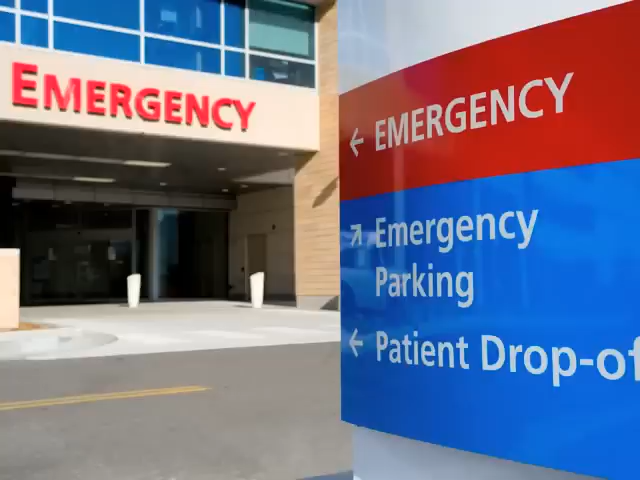 EMERGENCY
← EMERGENCY
↗ Emergency
Parking
← Patient Drop-of